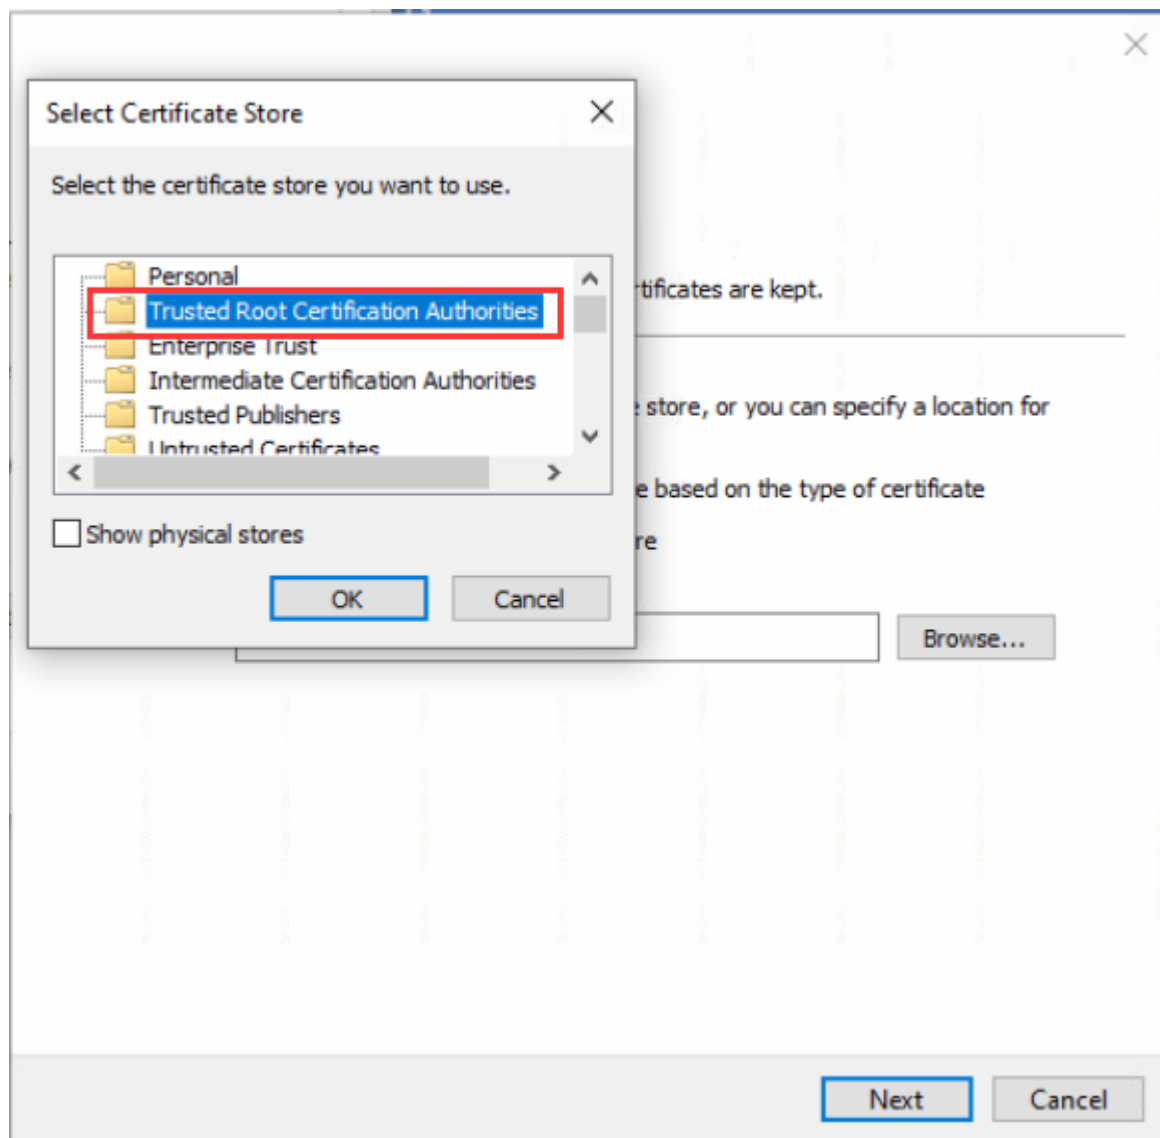 Select Certificate Store
Select the certificate store you want to use.
Personal
Trusted Root Certification Authorities
Enterprise Trust
Intermediate Certification Authorities
Trusted Publishers
Untrusted Certificates
Show physical stores
OK Cancel
tificates are kept.
store, or you can specify a location for
e based on the type of certificate
re
Browse...
Next Cancel